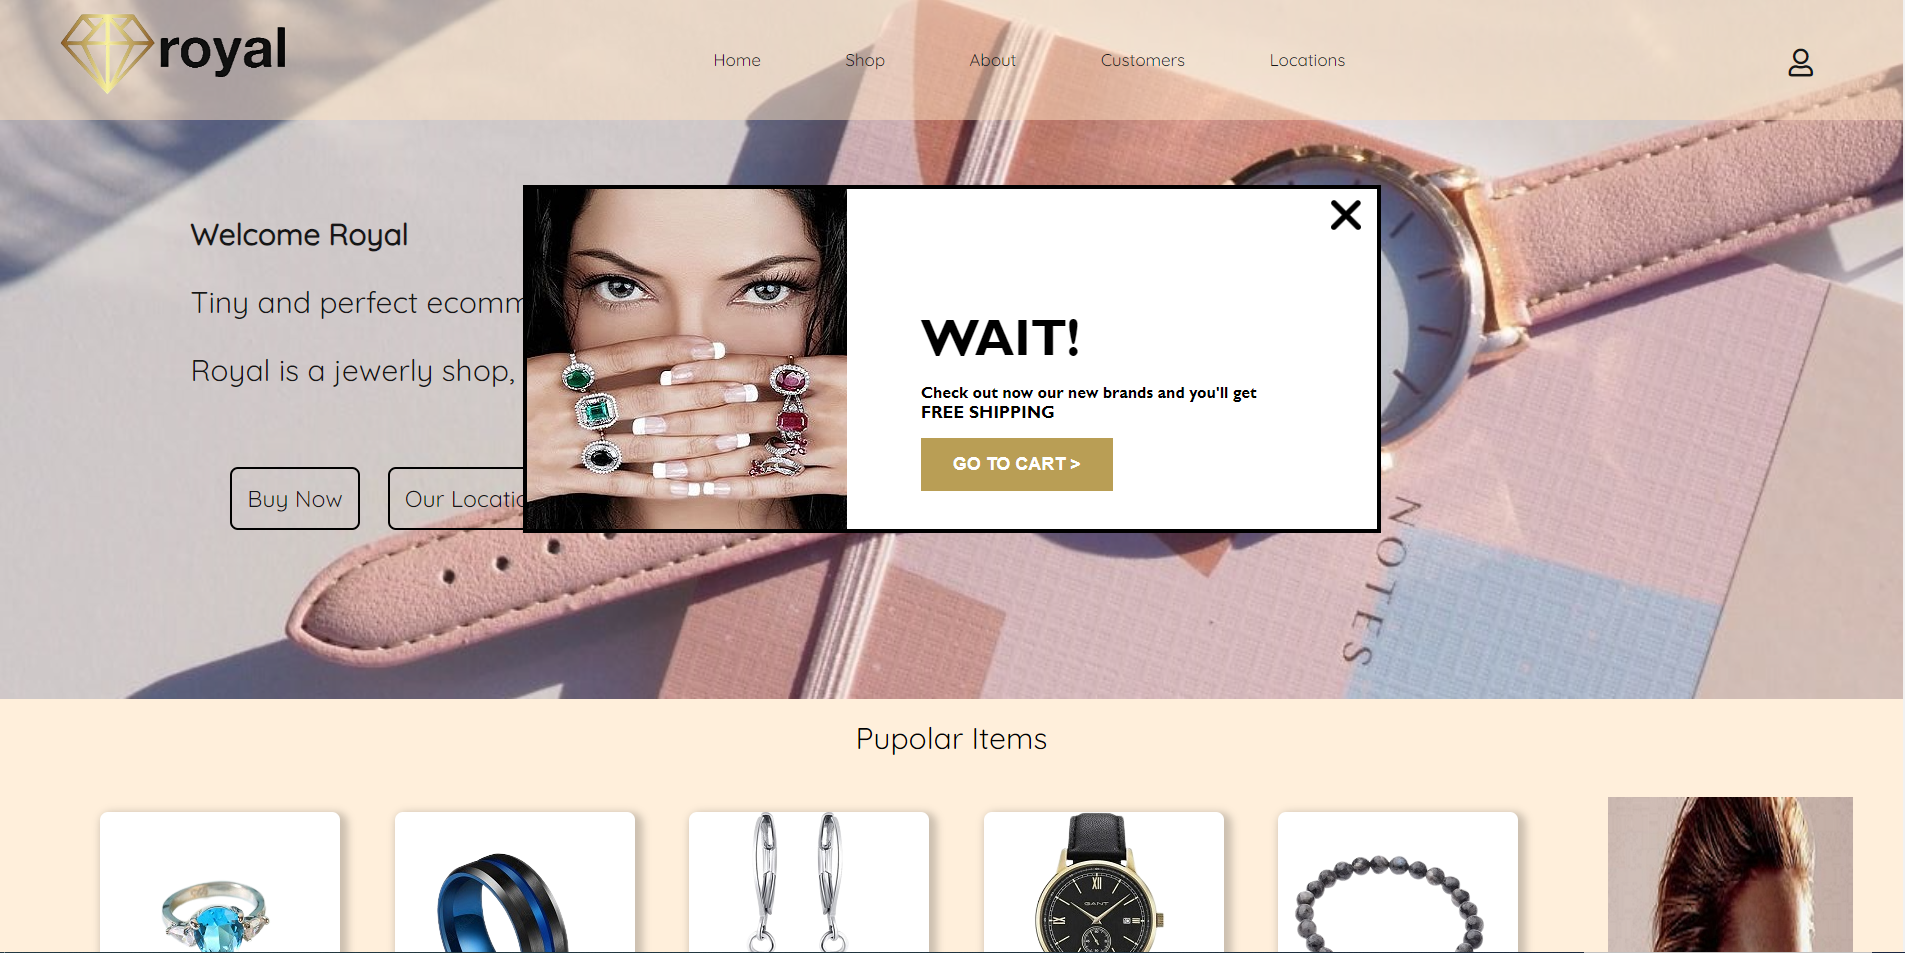 royal
Home Shop About Customers Locations
Welcome Royal
Tiny and perfect ecomm
Royal is a jewerly shop,
Buy Now
Our Locatio
WAIT!
Check out now our new brands and you'll get
FREE SHIPPING
GO TO CART >
NOTES
Pupolar Items
GANT
XII